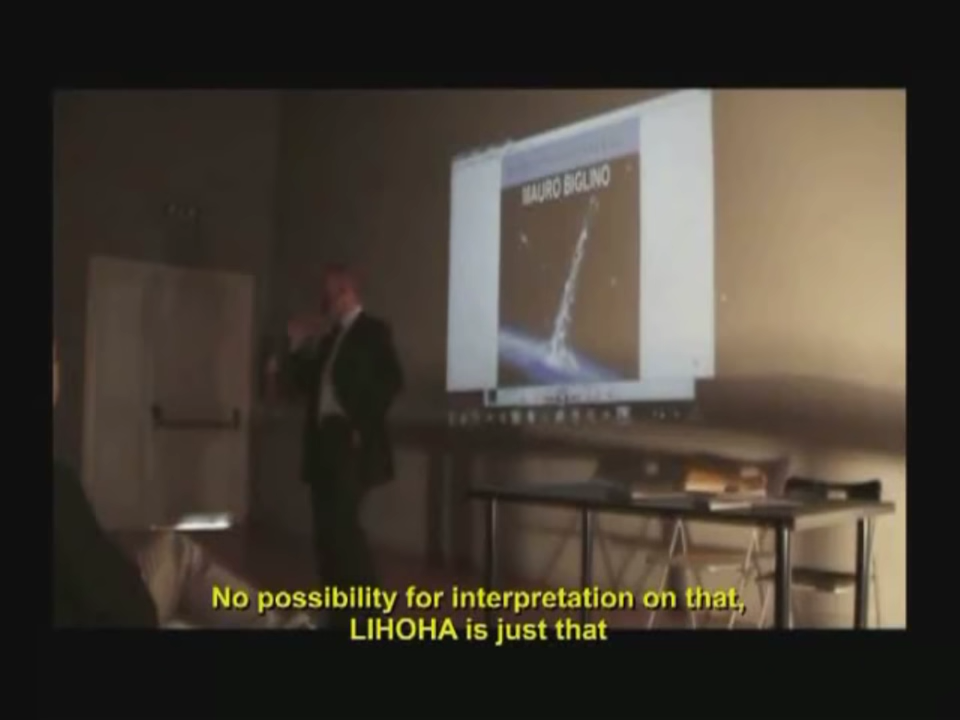 MAURO BIGLINO
No possibility for interpretation on that,
LIHOHA is just that